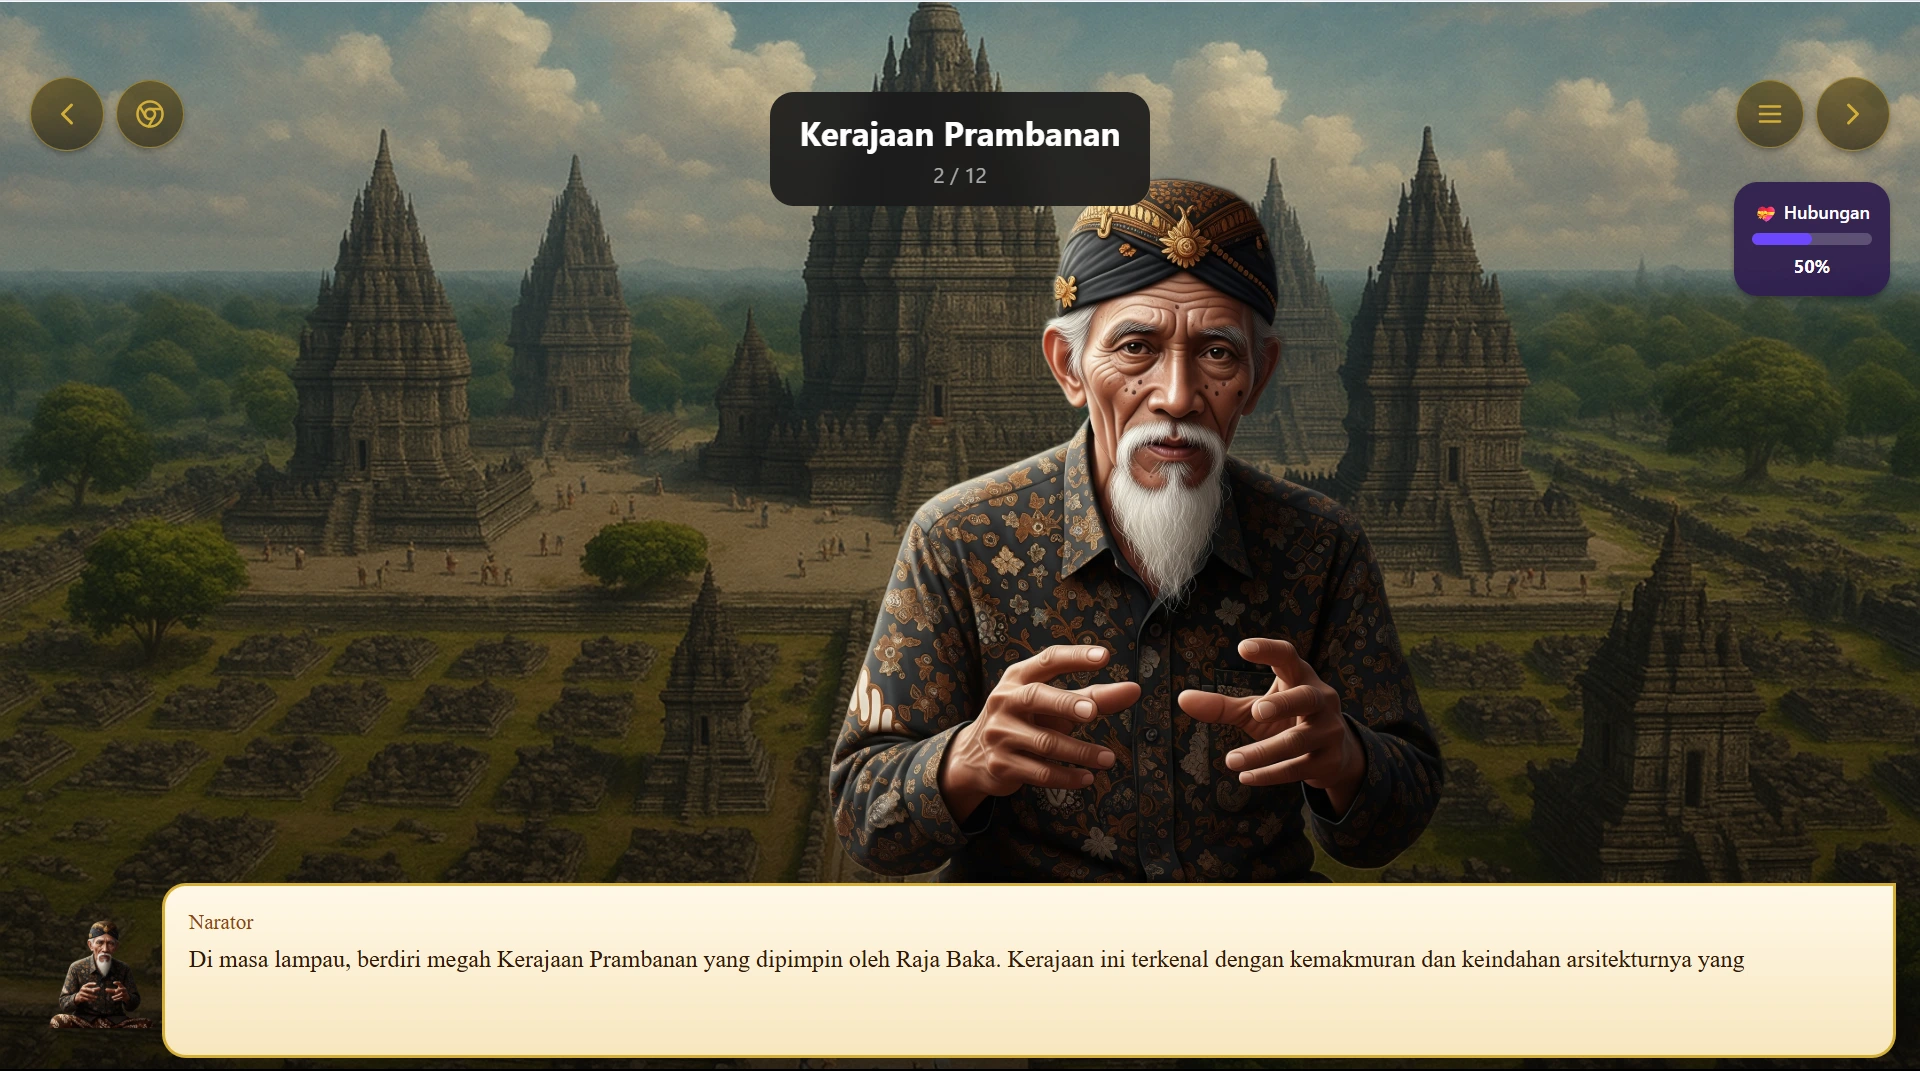 Kerajaan Prambanan
2 / 12
Hubungan
50%
Narator
Di masa lampau, berdiri megah Kerajaan Prambanan yang dipimpin oleh Raja Baka. Kerajaan ini terkenal dengan kemakmuran dan keindahan arsitekturnya yang